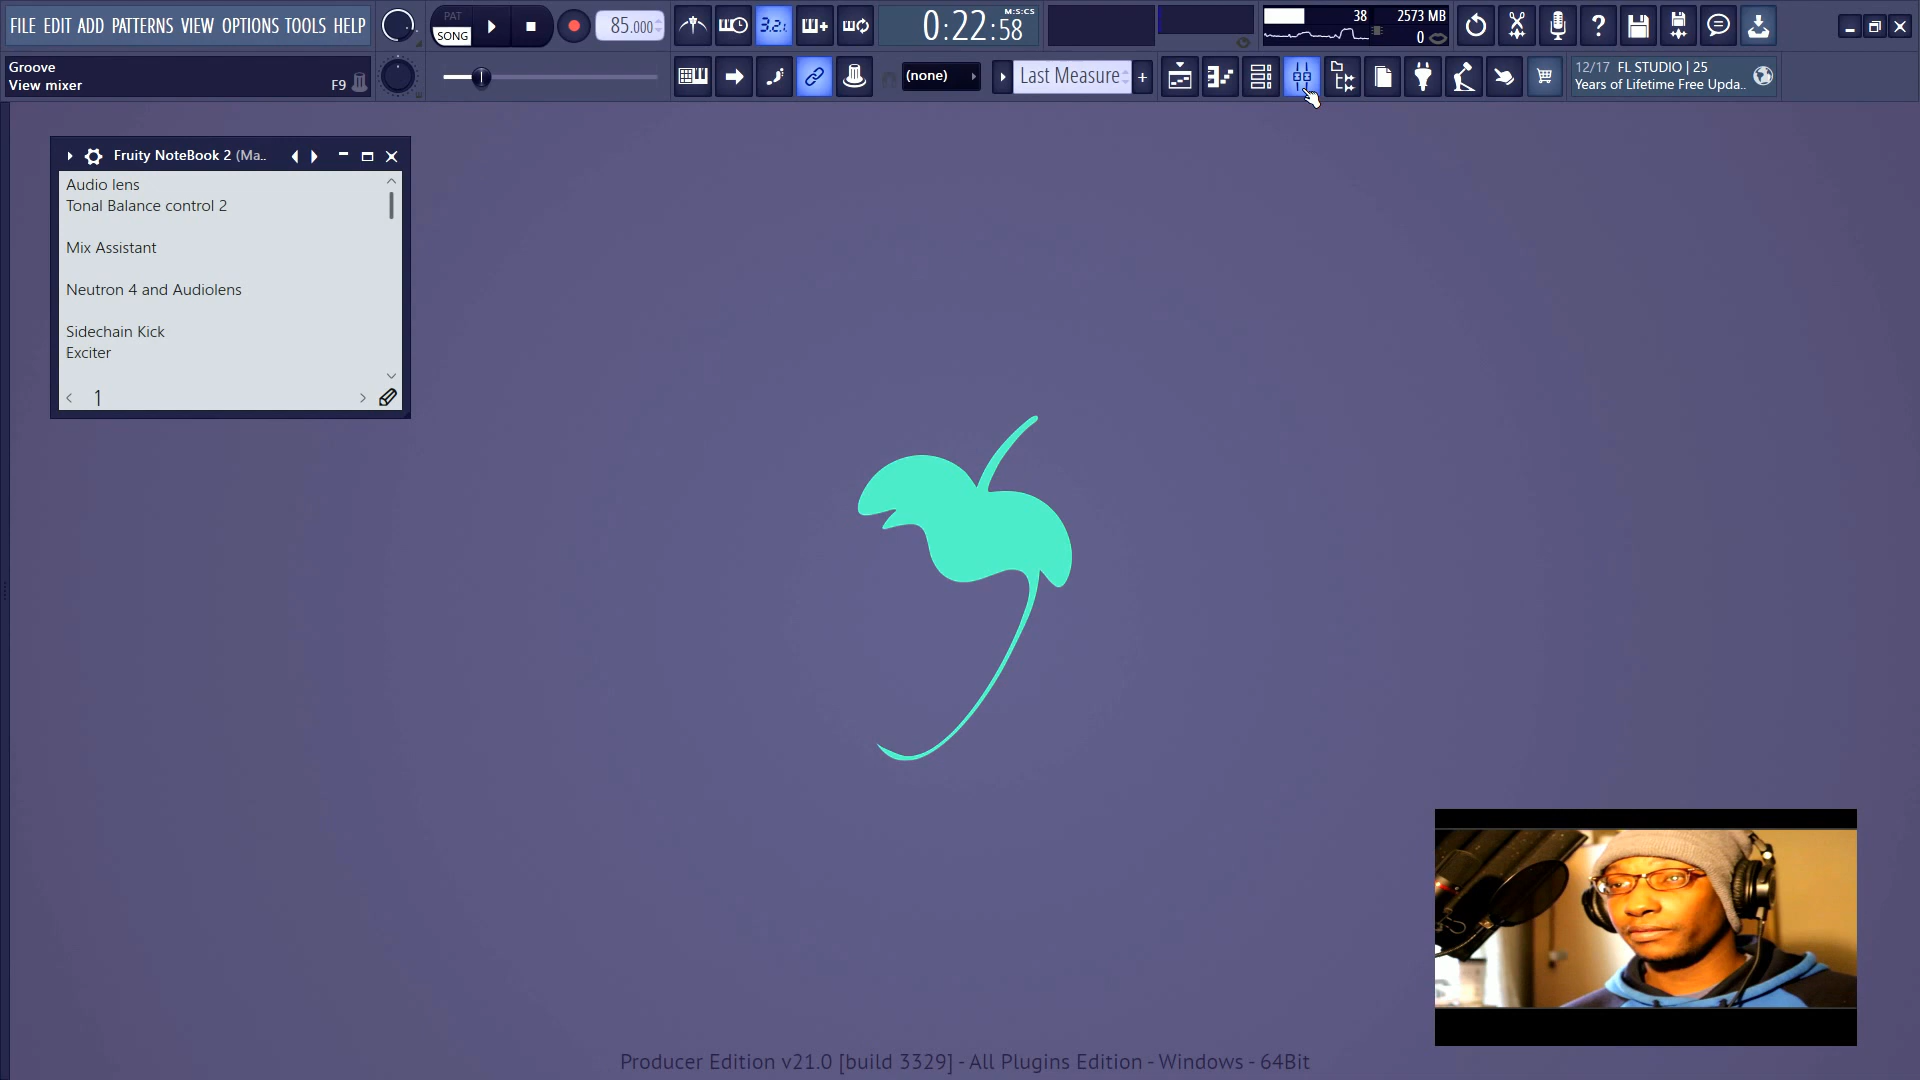 FILE EDIT ADD PATTERNS VIEW OPTIONS TOOLS HELP
PAT
SONG
85.000
3.2.
0:22:58
M:S:CS
38
2573 MB
0
Groove
View mixer
F9
(none)
Last Measure
12/17 FL STUDIO | 25
Years of Lifetime Free Upda..
Fruity NoteBook 2 (Ma..
Audio lens
Tonal Balance control 2
Mix Assistant
Neutron 4 and Audiolens
Sidechain Kick
Exciter
1
Producer Edition v21.0 [build 3329] - All Plugins Edition - Windows - 64Bit